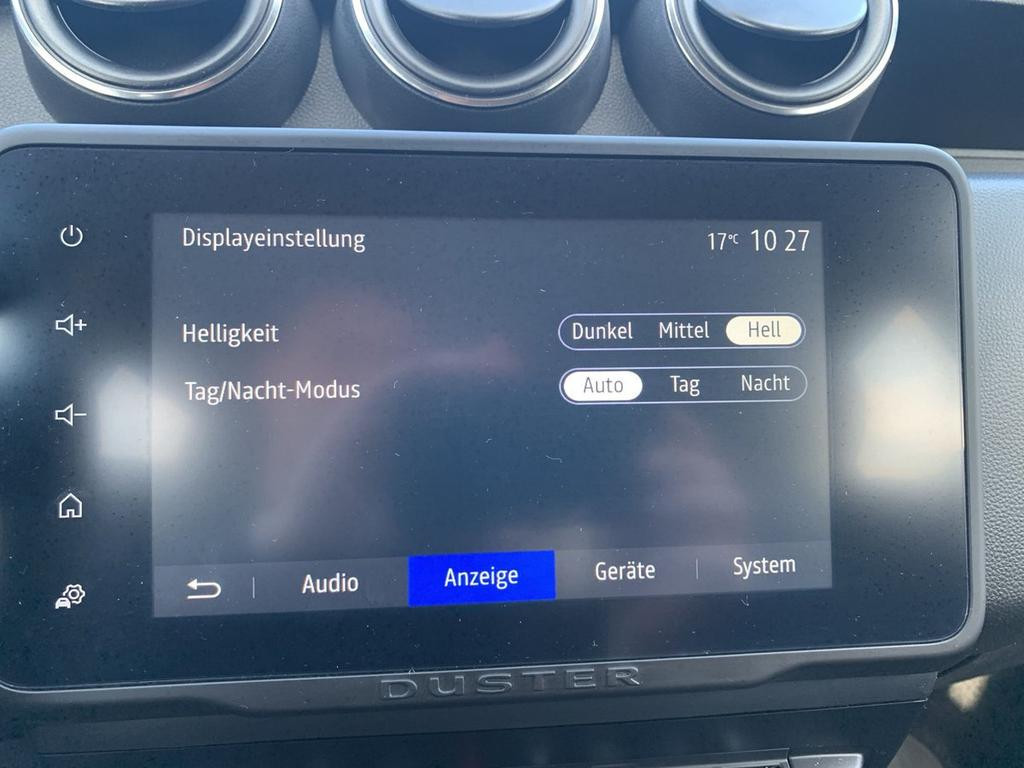 Displayeinstellung 17°C 10 27
Helligkeit Dunkel Mittel Hell
Tag/Nacht-Modus Auto Tag Nacht
Audio Anzeige Geräte System
DUSTER